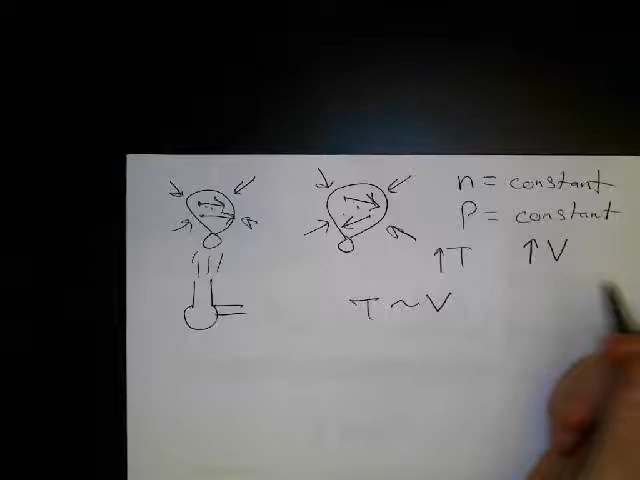 n = constant
P = constant
↑T ↑V
T ~ V